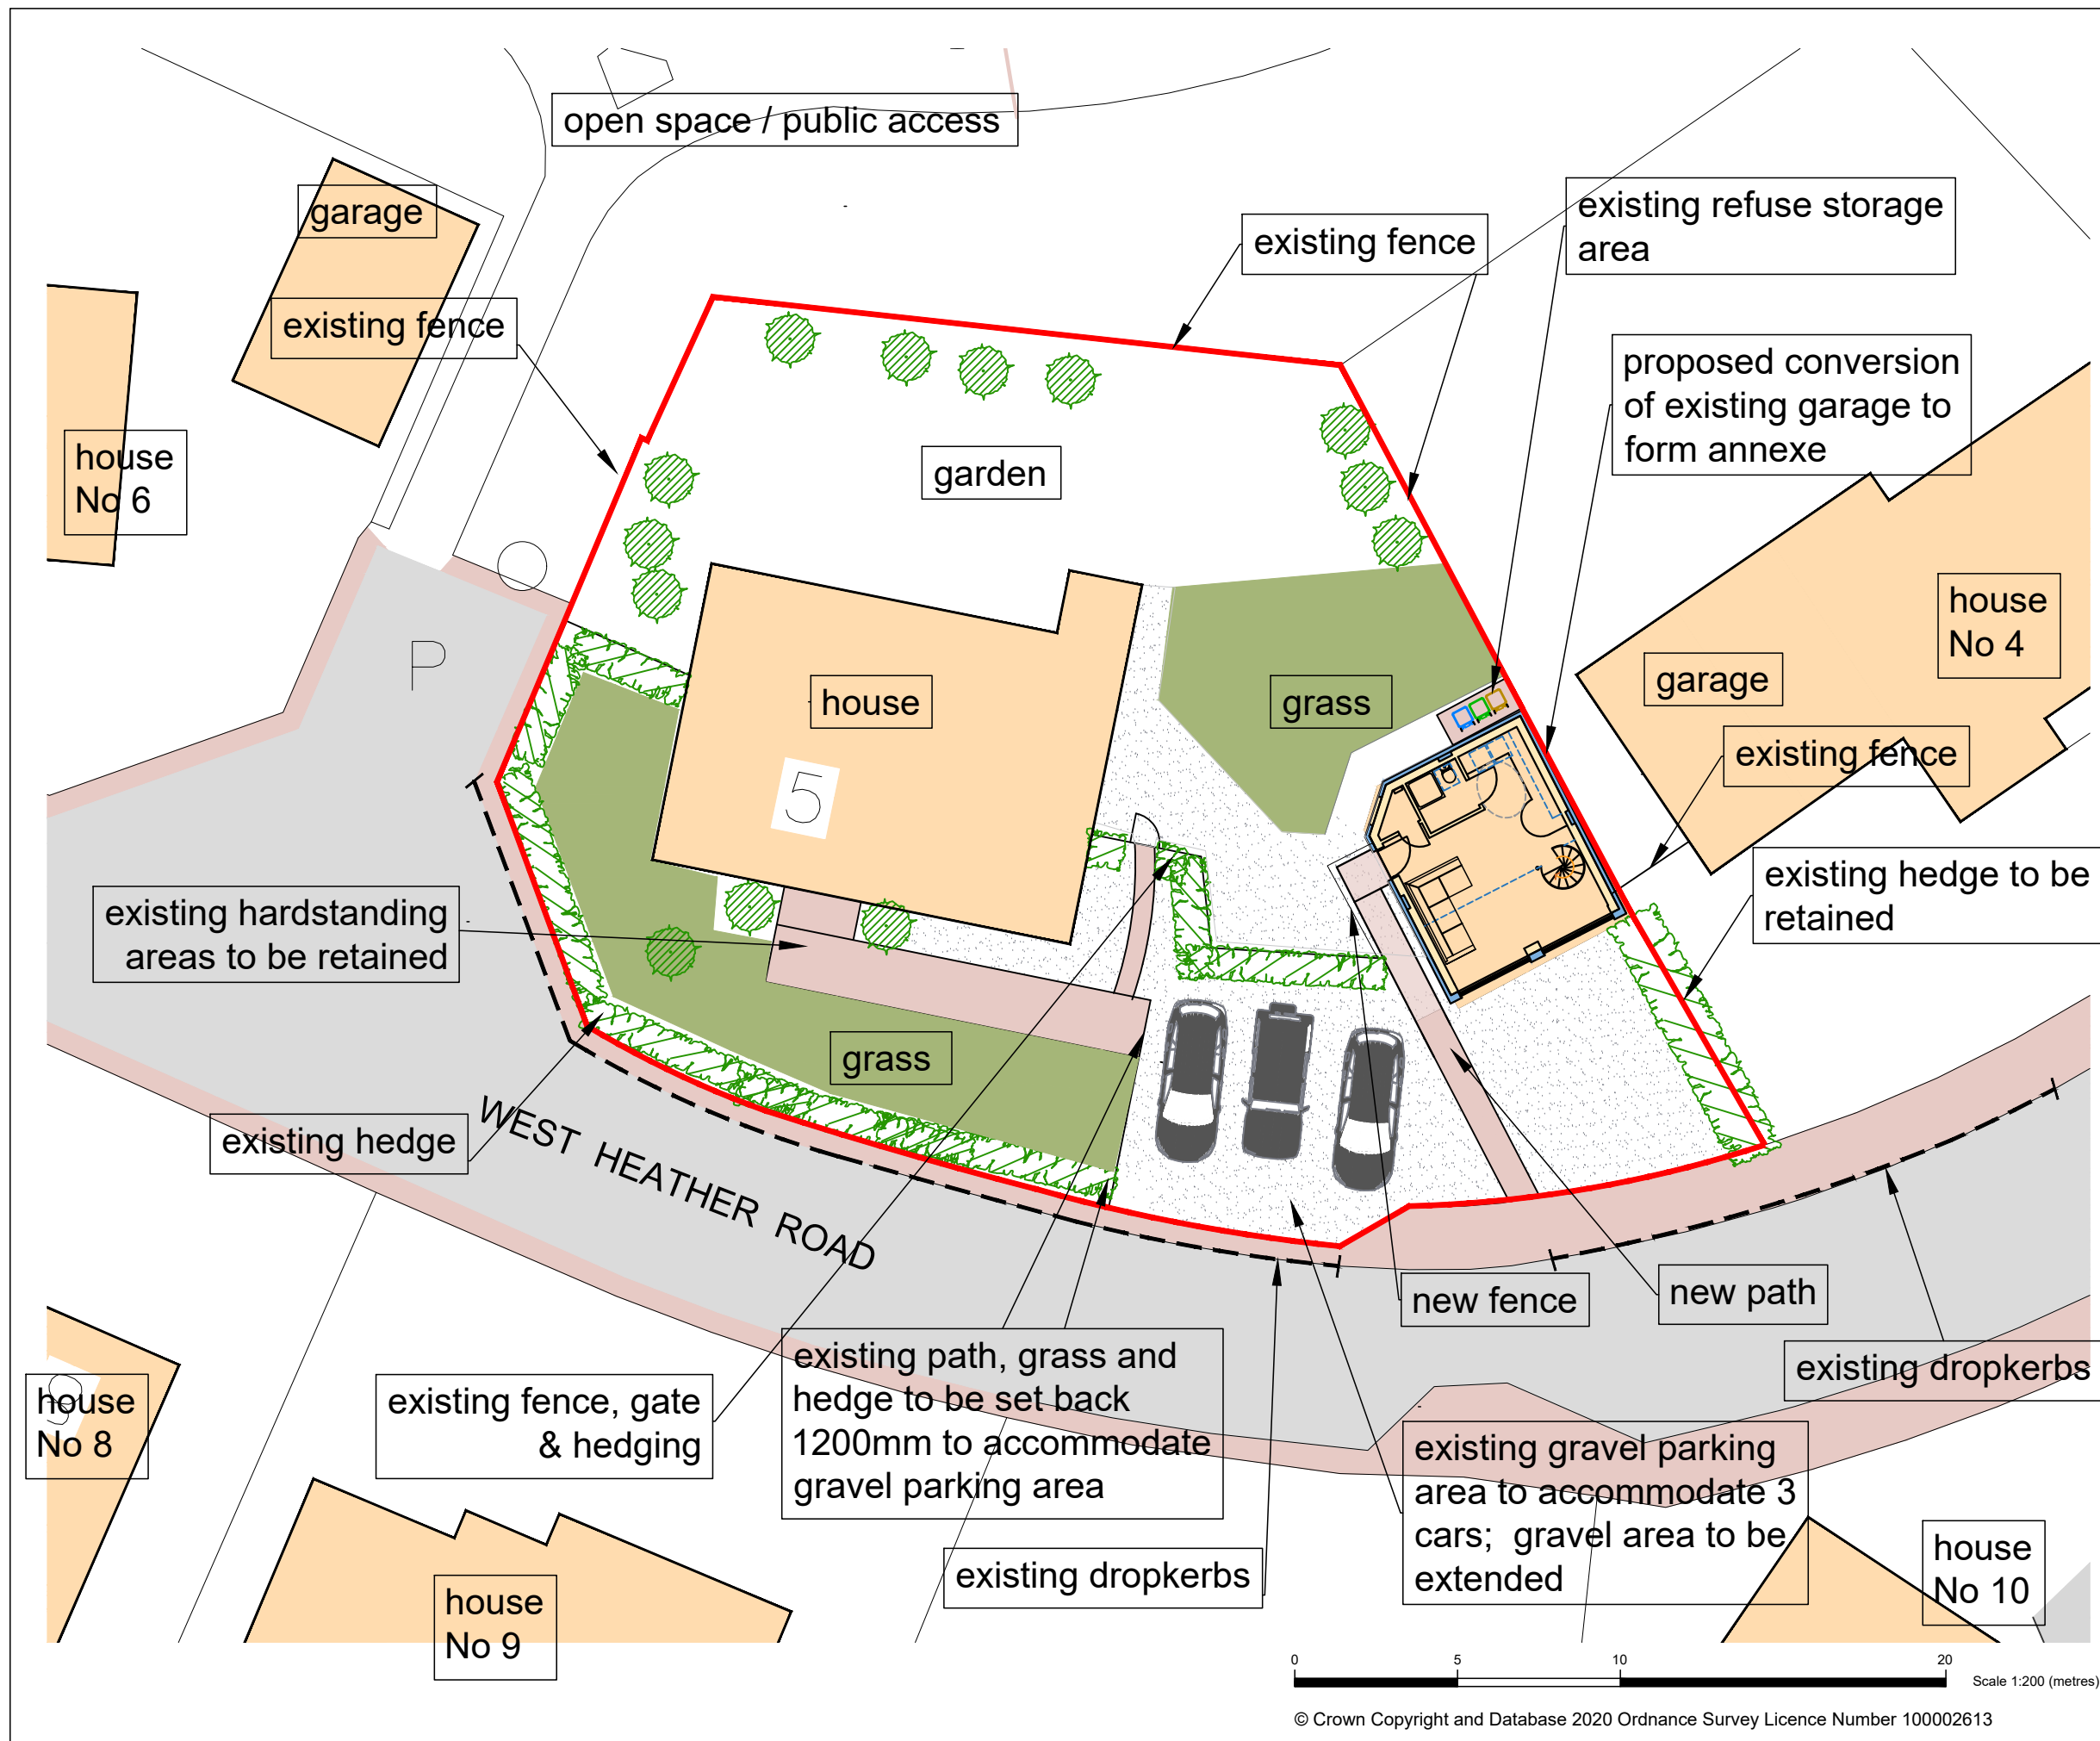 open space / public access
garage
existing fence
existing fence
existing refuse storage
area
proposed conversion
of existing garage to
form annexe
house
No 6
garden
house
No 4
garage
existing fence
P
house
grass
5
existing hedge to be
retained
existing hardstanding
areas to be retained
grass
existing hedge
WEST HEATHER ROAD
new fence
new path
existing dropkerbs
existing path, grass and
hedge to be set back
1200mm to accommodate
gravel parking area
existing fence, gate
& hedging
house
No 8
9
existing gravel parking
area to accommodate 3
cars; gravel area to be
extended
existing dropkerbs
house
No 10
house
No 9
0 5 10 20
Scale 1:200 (metres)
© Crown Copyright and Database 2020 Ordnance Survey Licence Number 100002613